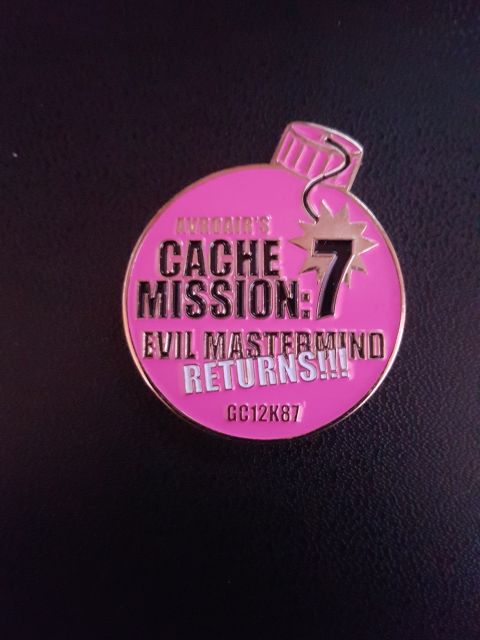 AVROAIR'S
CACHE
MISSION: 7
EVIL MASTERMIND
RETURNS!!!
GC12K87